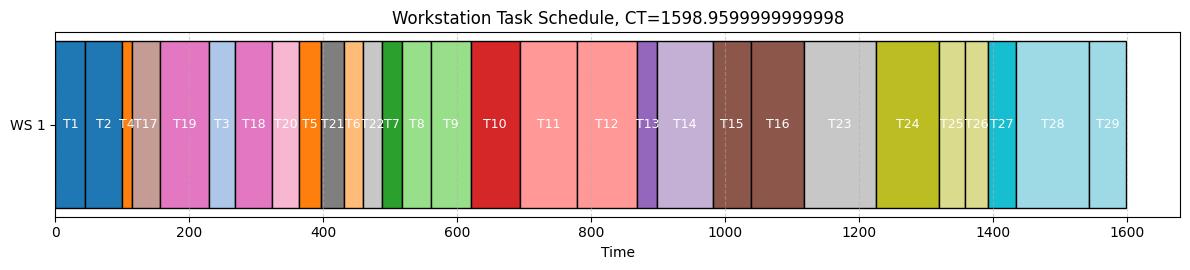 Workstation Task Schedule, CT=1598.9599999999998
WS 1
T1 T2 T4 T17 T19 T3 T18 T20 T5 T21 T6 T22 T7 T8 T9 T10 T11 T12 T13 T14 T15 T16 T23 T24 T25 T26 T27 T28 T29
0 200 400 600 800 1000 1200 1400 1600
Time